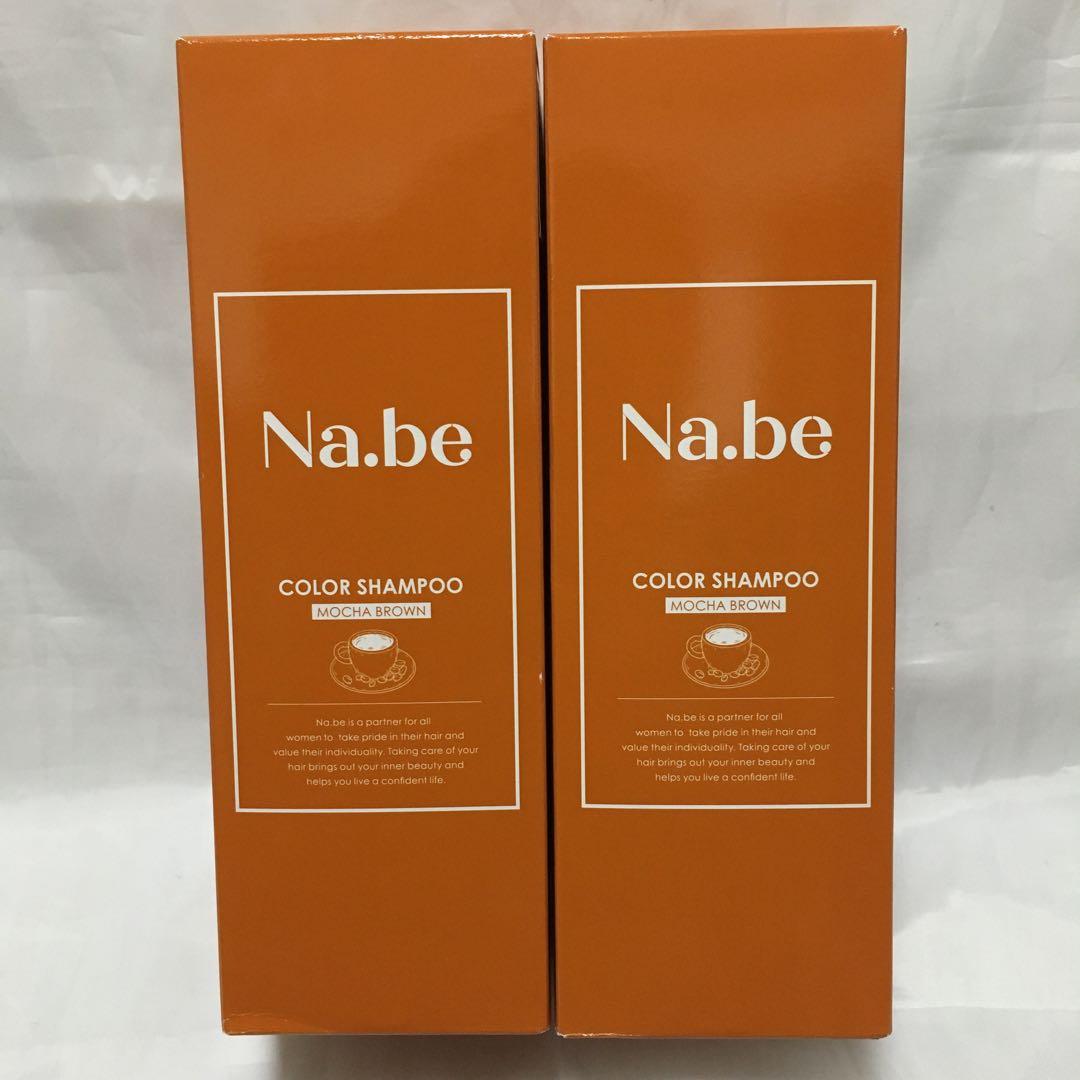 Na.be
COLOR SHAMPOO
MOCHA BROWN
Na.be is a partner for all
women to take pride in their hair and
value their individuality. Taking care of your
hair brings out your inner beauty and
helps you live a confident life.
Na.be
COLOR SHAMPOO
MOCHA BROWN
Na.be is a partner for all
women to take pride in their hair and
value their individuality. Taking care of your
hair brings out your inner beauty and
helps you live a confident life.